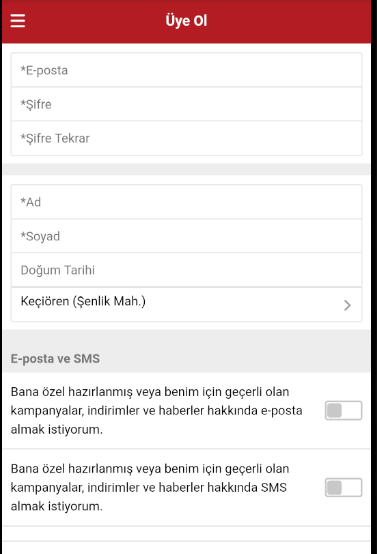 Üye Ol
*E-posta
*Şifre
*Şifre Tekrar
*Ad
*Soyad
Doğum Tarihi
Keçiören (Şenlik Mah.)
E-posta ve SMS
Bana özel hazırlanmış veya benim için geçerli olan
kampanyalar, indirimler ve haberler hakkında e-posta
almak istiyorum.
Bana özel hazırlanmış veya benim için geçerli olan
kampanyalar, indirimler ve haberler hakkında SMS
almak istiyorum.